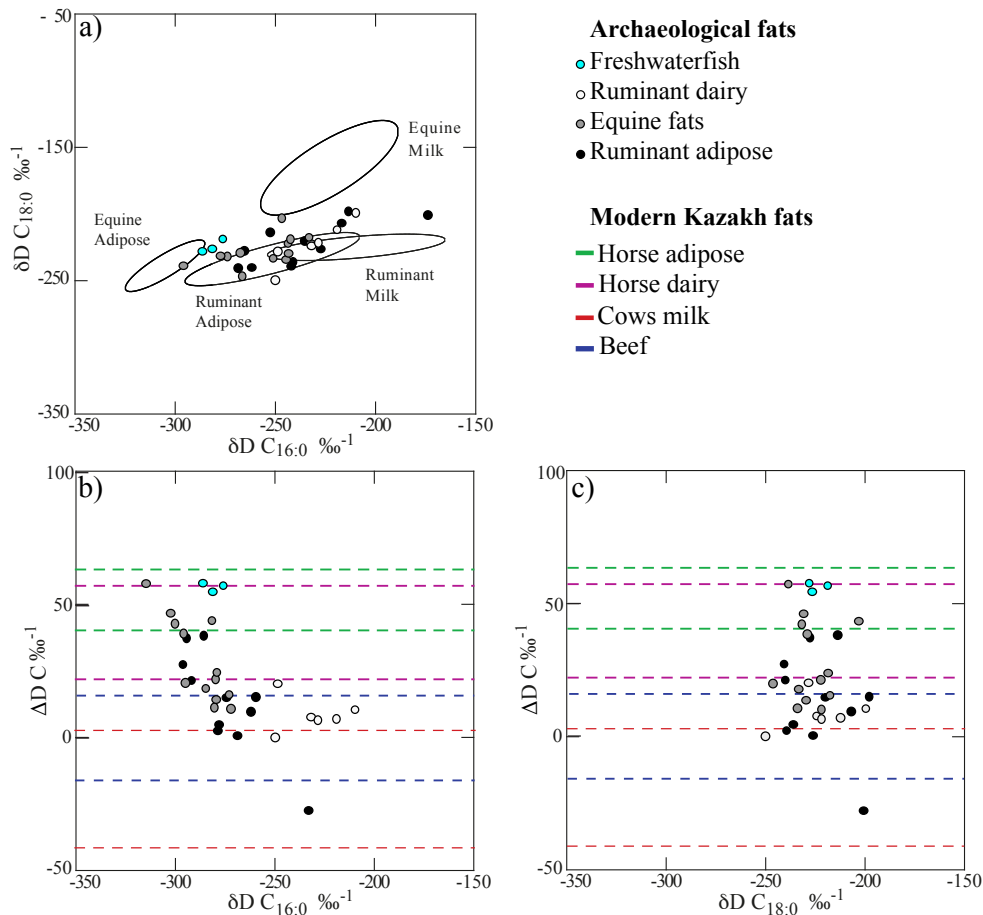 a)
- 50
-150
-250
-350
δD C18:0 ‰-1
-350
-300
-250
-200
-150
δD C16:0 ‰-1
Equine
Milk
Equine
Adipose
Ruminant
Adipose
Ruminant
Milk
Archaeological fats
Freshwaterfish
Ruminant dairy
Equine fats
Ruminant adipose
Modern Kazakh fats
Horse adipose
Horse dairy
Cows milk
Beef
b)
100
50
0
-50
ΔD C ‰-1
-350
-300
-250
-200
-150
δD C16:0 ‰-1
c)
100
50
0
-50
ΔD C ‰-1
-350
-300
-250
-200
-150
δD C18:0 ‰-1